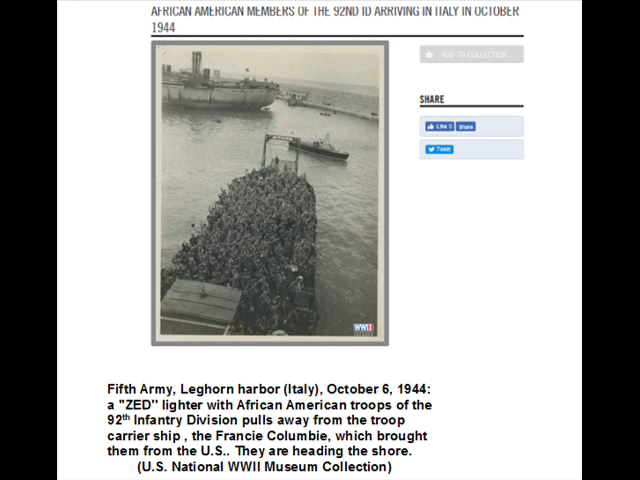 AFRICAN AMERICAN MEMBERS OF THE 92ND ID ARRIVING IN ITALY IN OCTOBER
1944
ADD TO COLLECTION
SHARE
Like 0 Share
Tweet
WWII
Fifth Army, Leghorn harbor (Italy), October 6, 1944:
a "ZED" lighter with African American troops of the
92th Infantry Division pulls away from the troop
carrier ship , the Francie Columbie, which brought
them from the U.S.. They are heading the shore.
(U.S. National WWII Museum Collection)